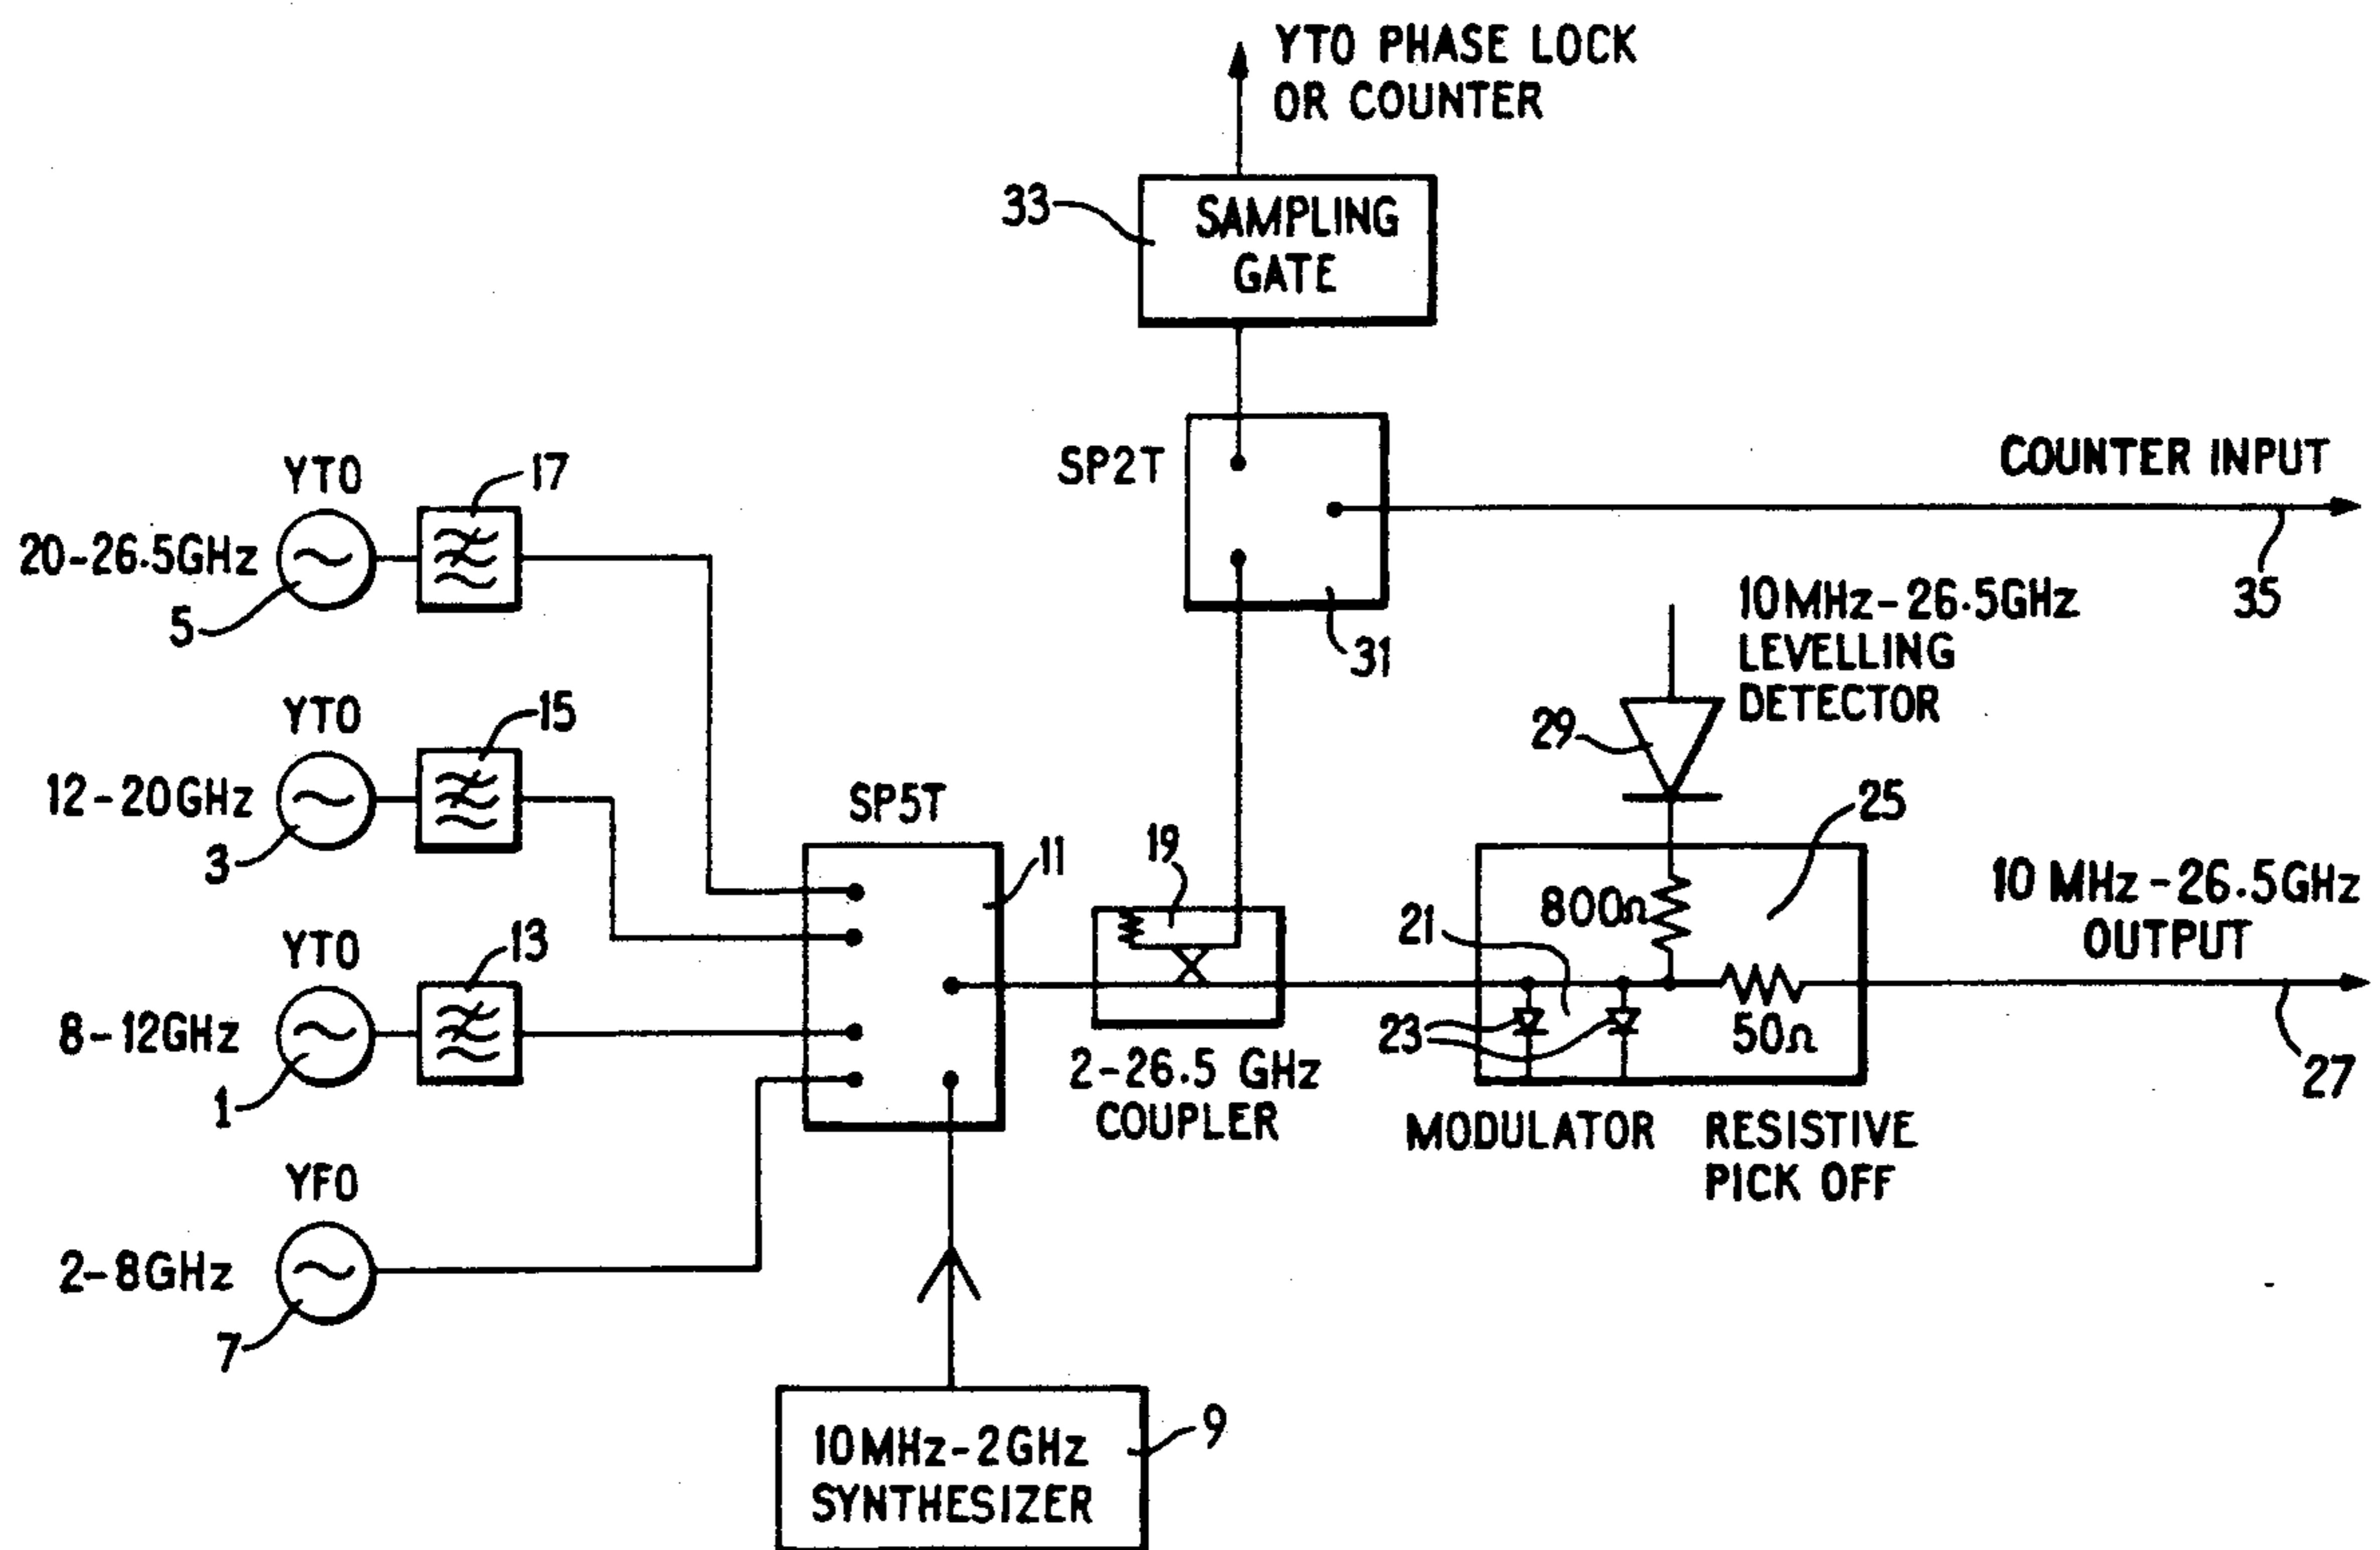 YTO PHASE LOCK
OR COUNTER
33
SAMPLING
GATE
SP2T
COUNTER INPUT
35
31
YTO
17
20-26.5GHz
5
10MHz-26.5GHz
LEVELLING
DETECTOR
29
YTO
15
12-20GHz
3
SP5T
11
19
25
800Ω
21
10 MHz-26.5GHz
OUTPUT
YTO
13
8-12GHz
1
23
50Ω
27
2-26.5 GHz
COUPLER
MODULATOR
RESISTIVE
PICK OFF
YFO
2-8GHz
7
10MHz-2GHz
SYNTHESIZER
9